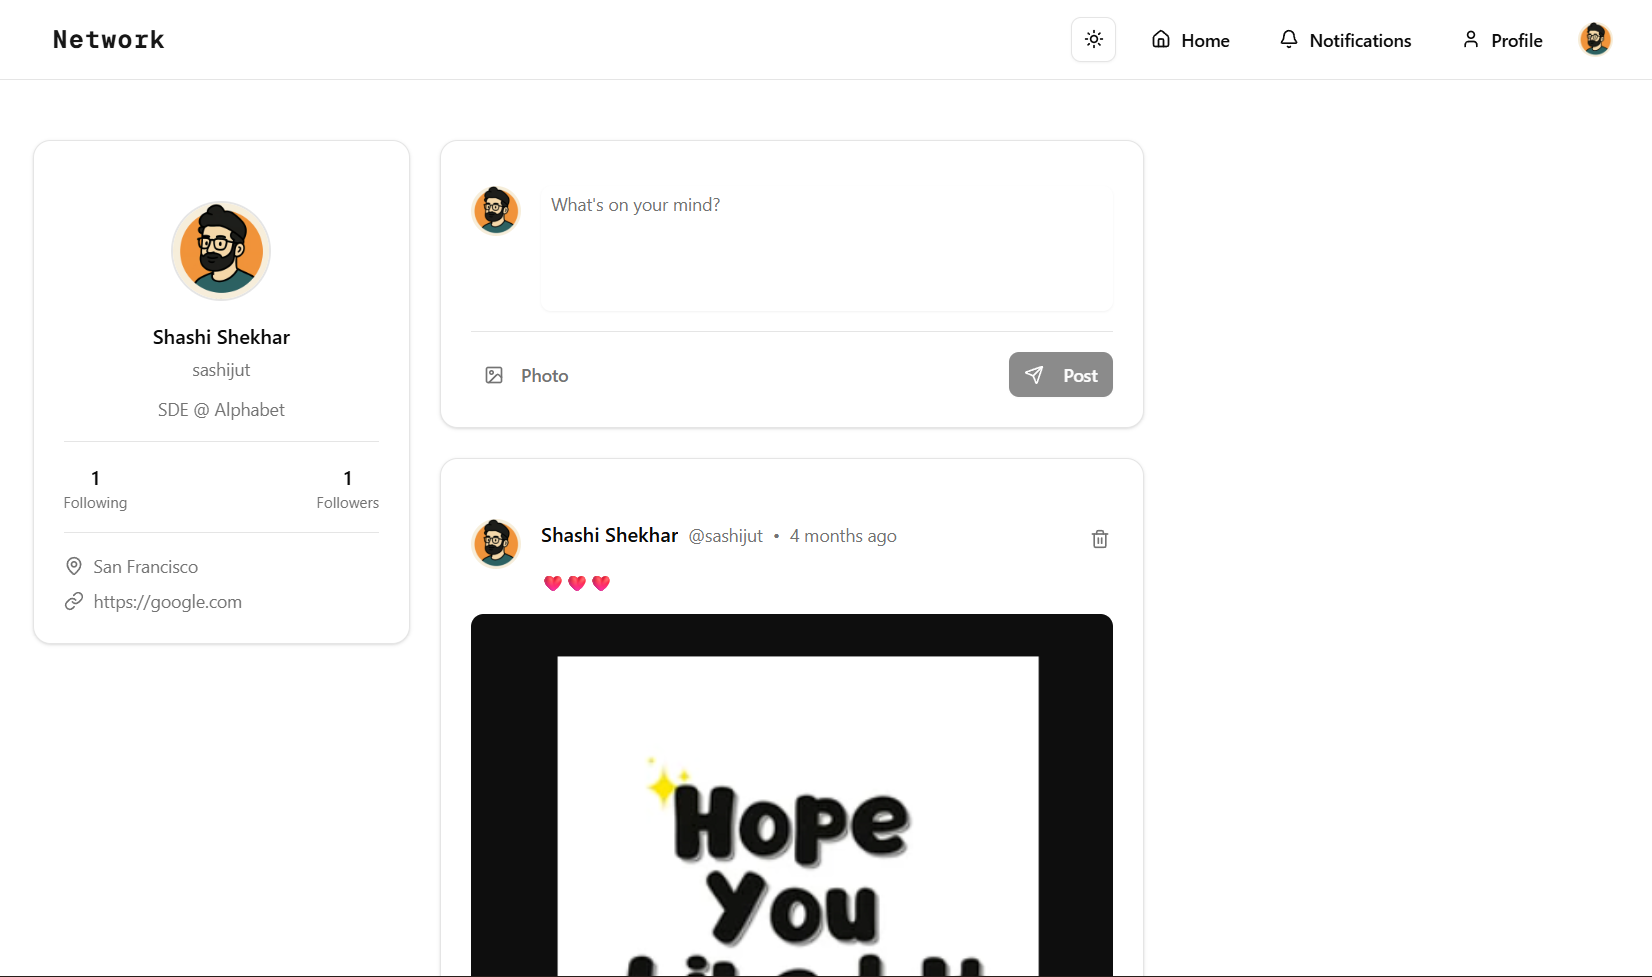 Network
Home
Notifications
Profile
Shashi Shekhar
sashijut
SDE @ Alphabet
1
Following
1
Followers
San Francisco
https://google.com
What's on your mind?
Photo
Post
Shashi Shekhar @sashijut • 4 months ago
Hope
You